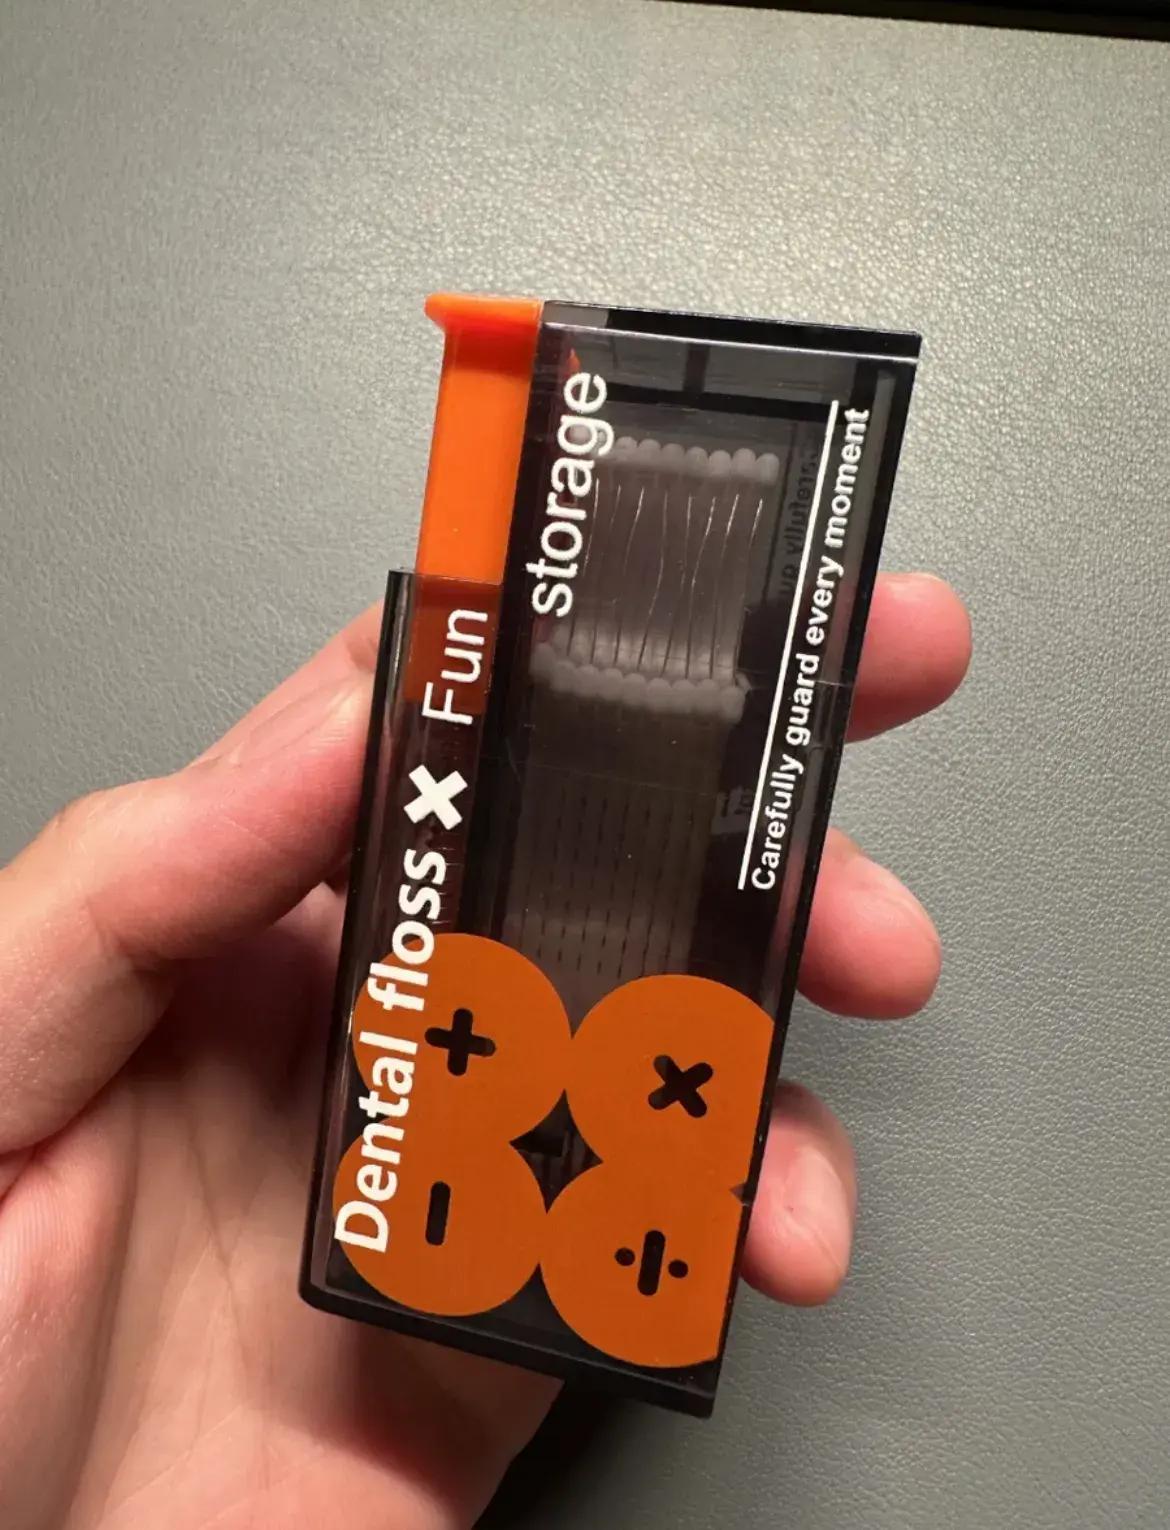 Dental floss × Fun
storage
Carefully guard every moment
+
×
-
÷